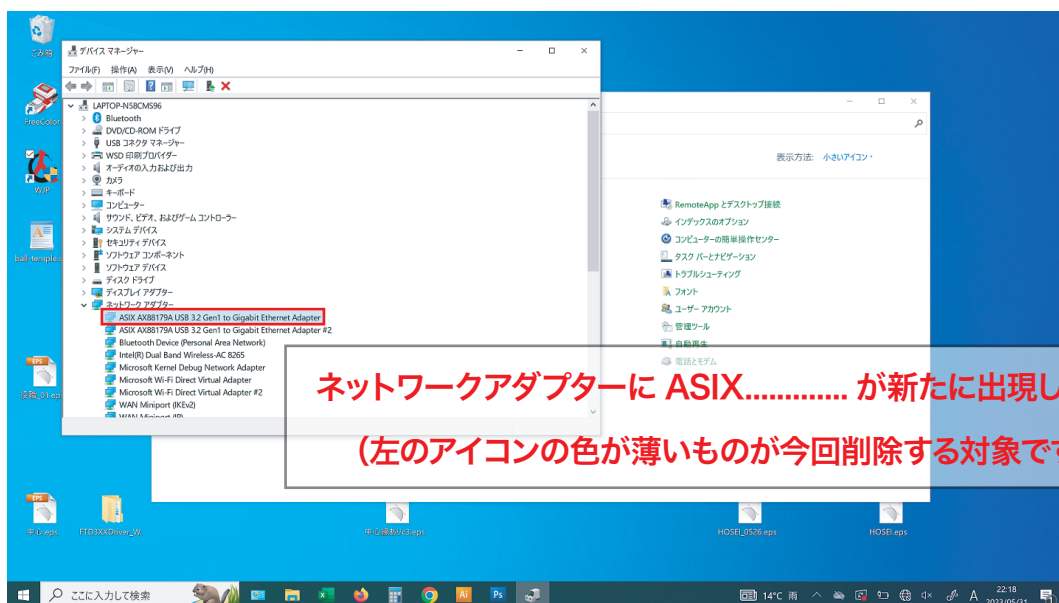 ごみ箱
デバイス マネージャー
ファイル(F) 操作(A) 表示(V) ヘルプ(H)
LAPTOP-N58CMS96
Bluetooth
DVD/CD-ROM ドライブ
USB コネクタ マネージャー
WSD 印刷プロバイダー
オーディオの入力および出力
カメラ
キーボード
コンピューター
サウンド、ビデオ、およびゲーム コントローラー
システム デバイス
セキュリティ デバイス
ソフトウェア コンポーネント
ソフトウェア デバイス
ディスク ドライブ
ディスプレイ アダプター
ネットワーク アダプター
ASIX AX88179A USB 3.2 Gen1 to Gigabit Ethernet Adapter
ASIX AX88179A USB 3.2 Gen1 to Gigabit Ethernet Adapter #2
Bluetooth Device (Personal Area Network)
Intel(R) Dual Band Wireless-AC 8265
Microsoft Kernel Debug Network Adapter
Microsoft Wi-Fi Direct Virtual Adapter
Microsoft Wi-Fi Direct Virtual Adapter #2
WAN Miniport (IKEv2)
WAN Miniport (IP)
FreeColor
WJP
ball-temple.s
EPS
表示方法: 小さいアイコン
RemoteApp とデスクトップ接続
インデックスのオプション
コンピューターの簡単操作センター
タスク バーとナビゲーション
トラブルシューティング
フォント
ユーザー アカウント
管理ツール
自動再生
電話とモデム
ネットワークアダプターに ASIX............. が新たに出現し
（左のアイコンの色が薄いものが今回削除する対象です
EPS
中心.eps
FTD3XXDriver_W...
HOSEI_0526.eps
HOSEI.eps
ここに入力して検索
Ai
Ps
14°C 雨
A
22:18
2023/05/31